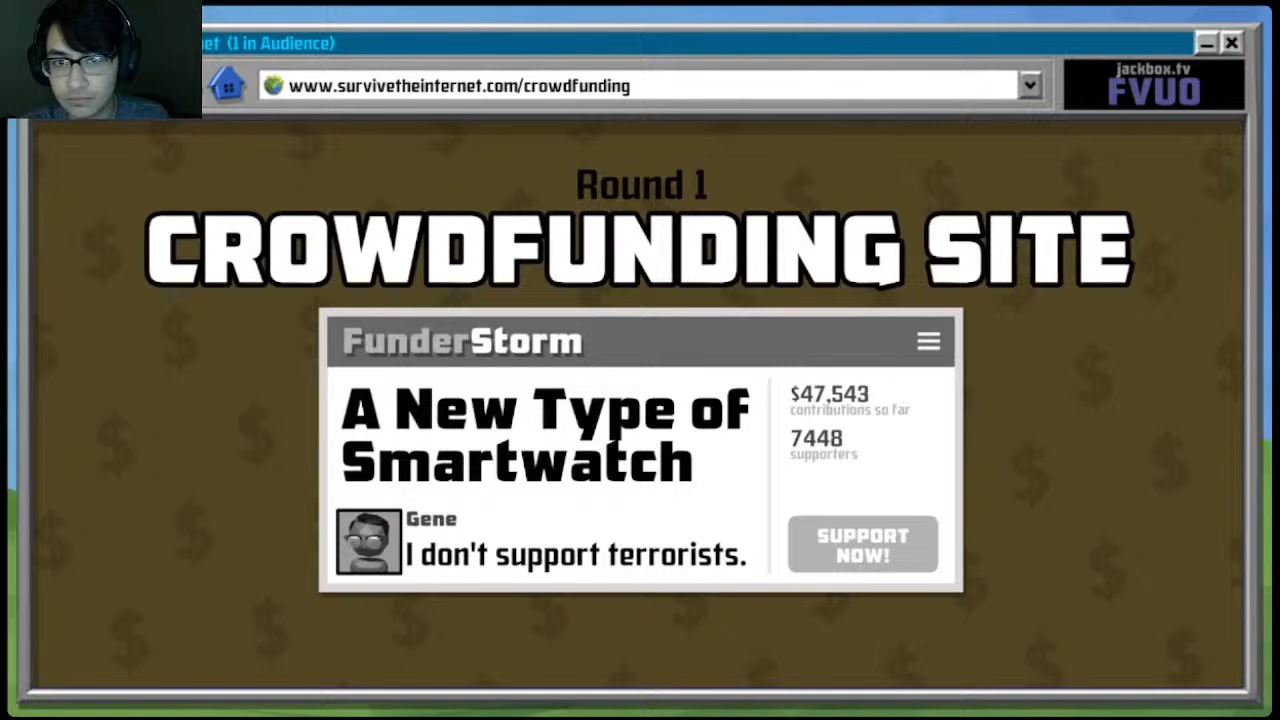 et (1 in Audience)
www.survivetheinternet.com/crowdfunding
jackbox.tv
FVUO
Round 1
CROWDFUNDING SITE
FunderStorm
A New Type of
Smartwatch
$47,543
contributions so far
7448
supporters
Gene
I don't support terrorists.
SUPPORT
NOW!